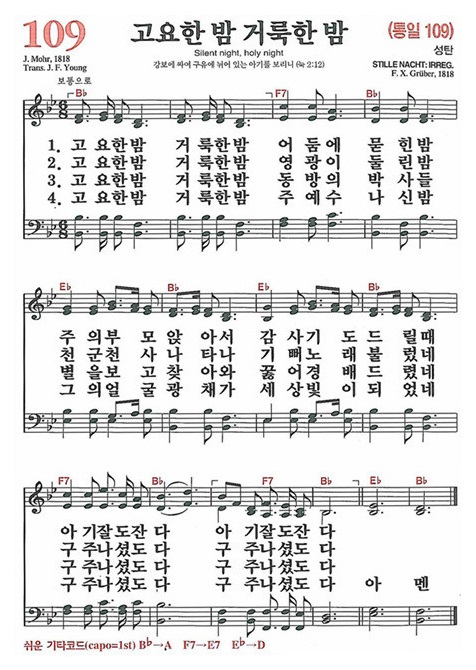 109
고요한 밤 거룩한 밤
(통일 109)
Silent night, holy night
성탄
J. Mohr, 1818
Trans. J. F. Young
강보에 싸여 구유에 뉘어 있는 아기를 보리니 (눅 2:12)
STILLE NACHT: IRREG.
F. X. Grüber, 1818
보통으로
B♭
F7 B♭
1. 고 요한밤 거 룩한밤 어 둠에 묻 힌밤
2. 고 요한밤 거 룩한밤 영 광이 둘 린밤
3. 고 요한밤 거 룩한밤 동 방의 박 사들
4. 고 요한밤 거 룩한밤 주 예수 나 신밤
E♭ B♭ E♭ B♭
주 의부 모 앉 아서 감 사 기 도 드 릴때
천 군천 사 나 타나 기 뻐 노 래 불 렀네
별 을보 고 찾 아와 꿇 어 경 배 드 렸네
그 의얼 굴 광 채가 세 상 빛 이 되 었네
F7 B♭ F7 B♭ E♭ B♭
아 기잘 도잔 다 아 기잘 도잔 다
구 주나 셨도 다 구 주나 셨도 다
구 주나 셨도 다 구 주나 셨도 다
구 주나 셨도 다 구 주나 셨도 다 아 멘
쉬운 기타코드(capo=1st) B♭→A F7→E7 E♭→D